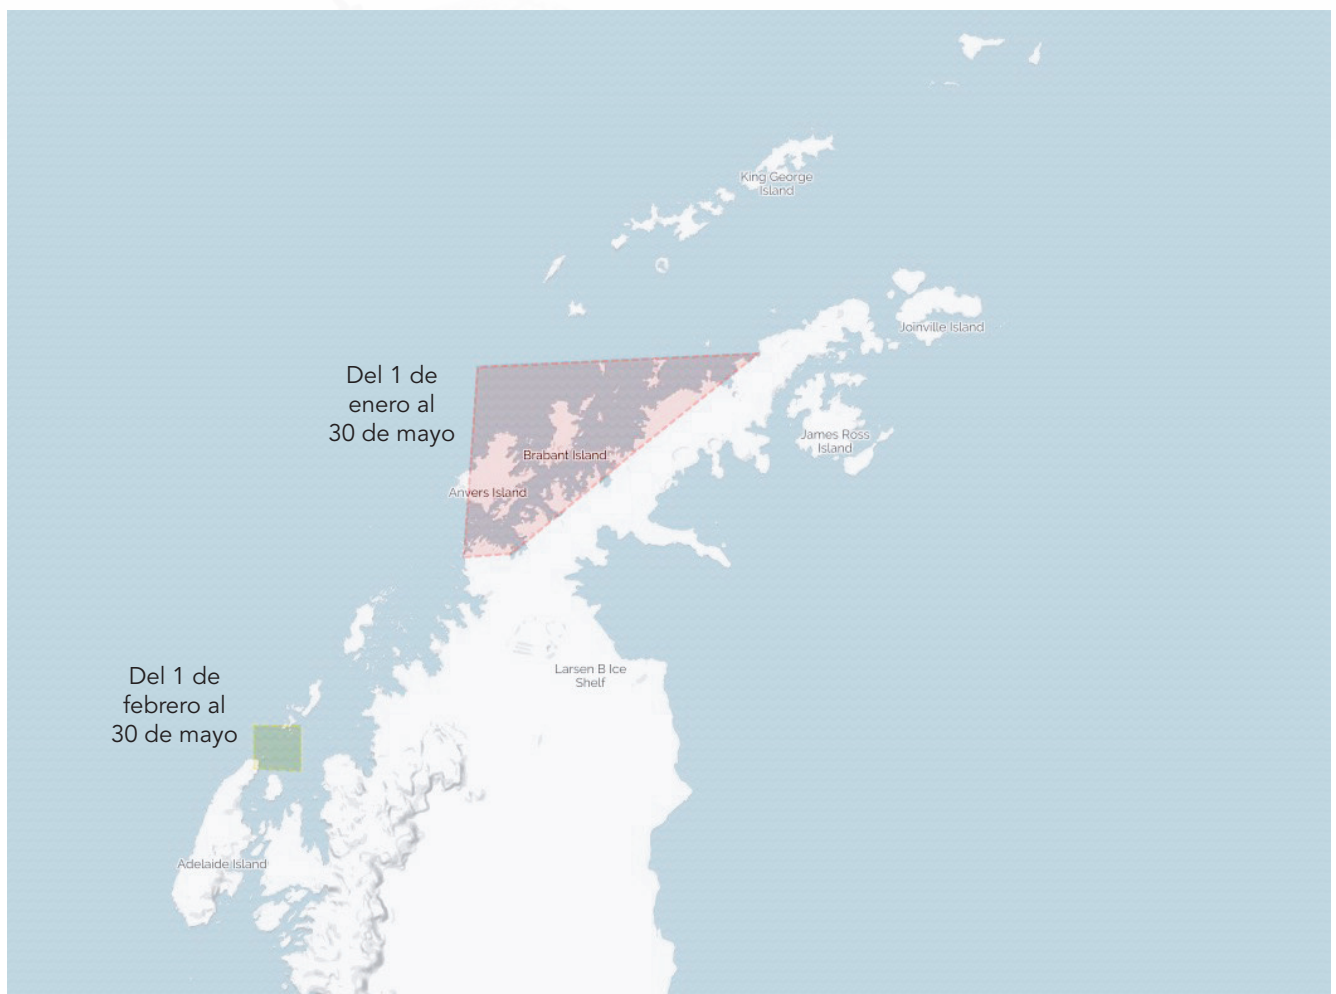 King George
Island
Joinville Island
Del 1 de
enero al
30 de mayo
James Ross
Island
Brabant Island
Anvers Island
Larsen B Ice
Shelf
Del 1 de
febrero al
30 de mayo
Adelaide Island